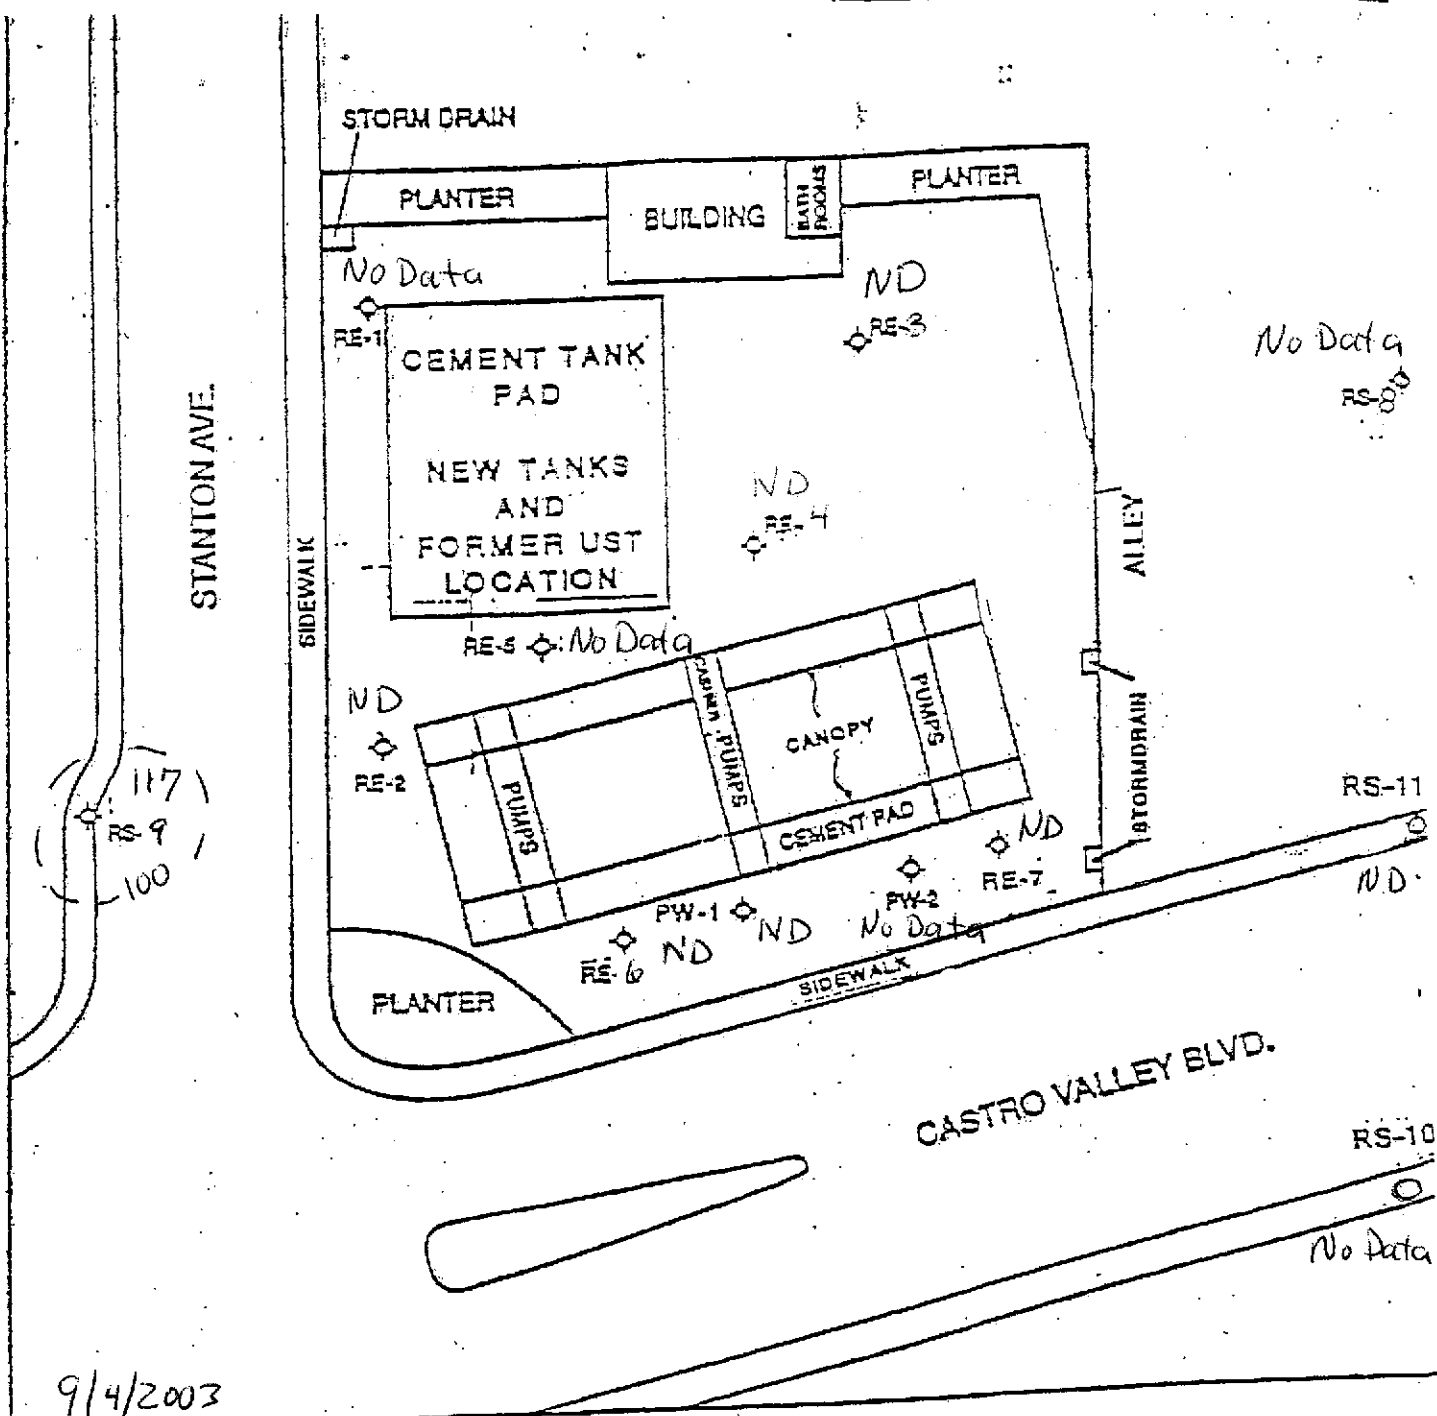 STORM DRAIN
PLANTER
BUILDING
BATH
ROOMS
PLANTER
No Data
RE-1
ND
RE-3
No Data
RS-8
CEMENT TANK
PAD
NEW TANKS
AND
FORMER UST
LOCATION
STANTON AVE.
SIDEWALK
ND
RE-4
ALLEY
RE-5
No Data
ND
RE-2
CASHIER
PUMPS
PUMPS
PUMPS
CANOPY
CEMENT PAD
STORMDRAIN
117
RS-9
100
RS-11
ND
ND
RE-7
PW-1
ND
PW-2
No Data
RE-6
ND
SIDEWALK
PLANTER
CASTRO VALLEY BLVD.
RS-10
No Data
9/4/2003